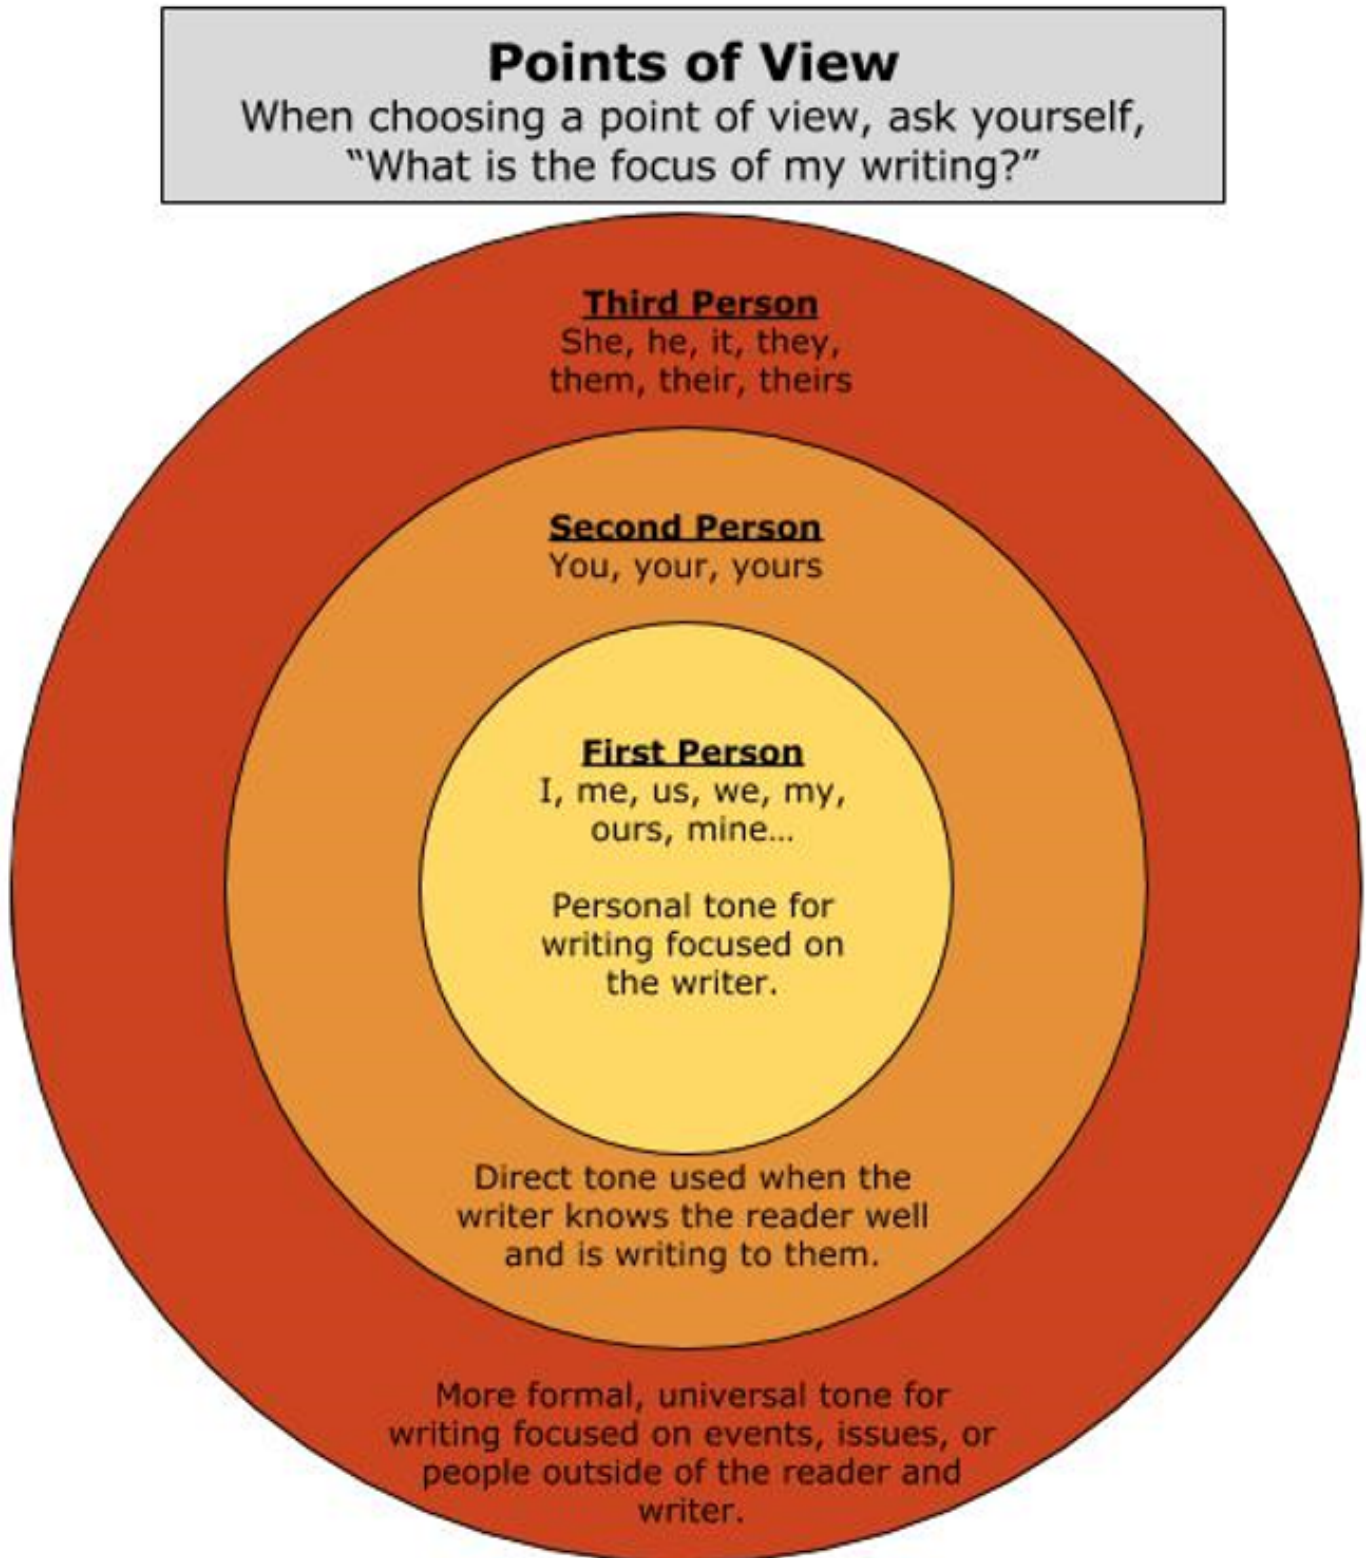 Points of View
When choosing a point of view, ask yourself,
“What is the focus of my writing?”
Third Person
She, he, it, they,
them, their, theirs
Second Person
You, your, yours
First Person
I, me, us, we, my,
ours, mine...
Personal tone for
writing focused on
the writer.
Direct tone used when the
writer knows the reader well
and is writing to them.
More formal, universal tone for
writing focused on events, issues, or
people outside of the reader and
writer.